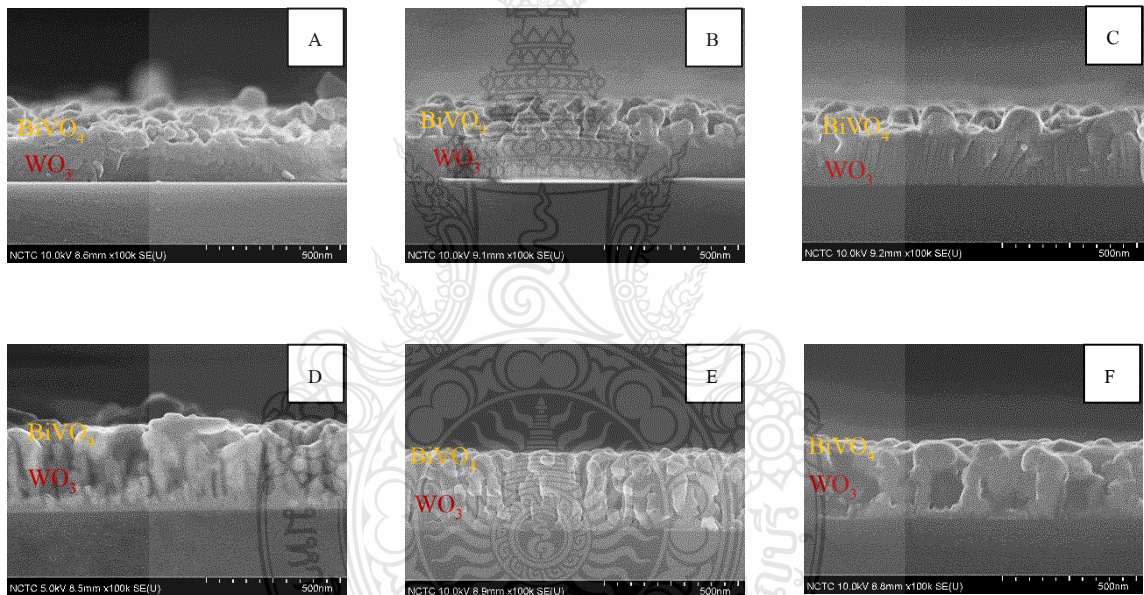 A
BiVO4
WO3
NCTC 10.0kV 8.6mm x100k SE(U) 500nm
B
BiVO4
WO3
NCTC 10.0kV 9.1mm x100k SE(U) 500nm
C
BiVO4
WO3
NCTC 10.0kV 9.2mm x100k SE(U) 500nm
D
BiVO4
WO3
NCTC 5.0kV 8.5mm x100k SE(U) 500nm
E
BiVO4
WO3
NCTC 10.0kV 8.9mm x100k SE(U) 500nm
F
BiVO4
WO3
NCTC 10.0kV 8.8mm x100k SE(U) 500nm